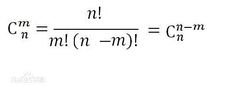 C_n^m = n! / m!(n −m)! = C_n^{n−m}